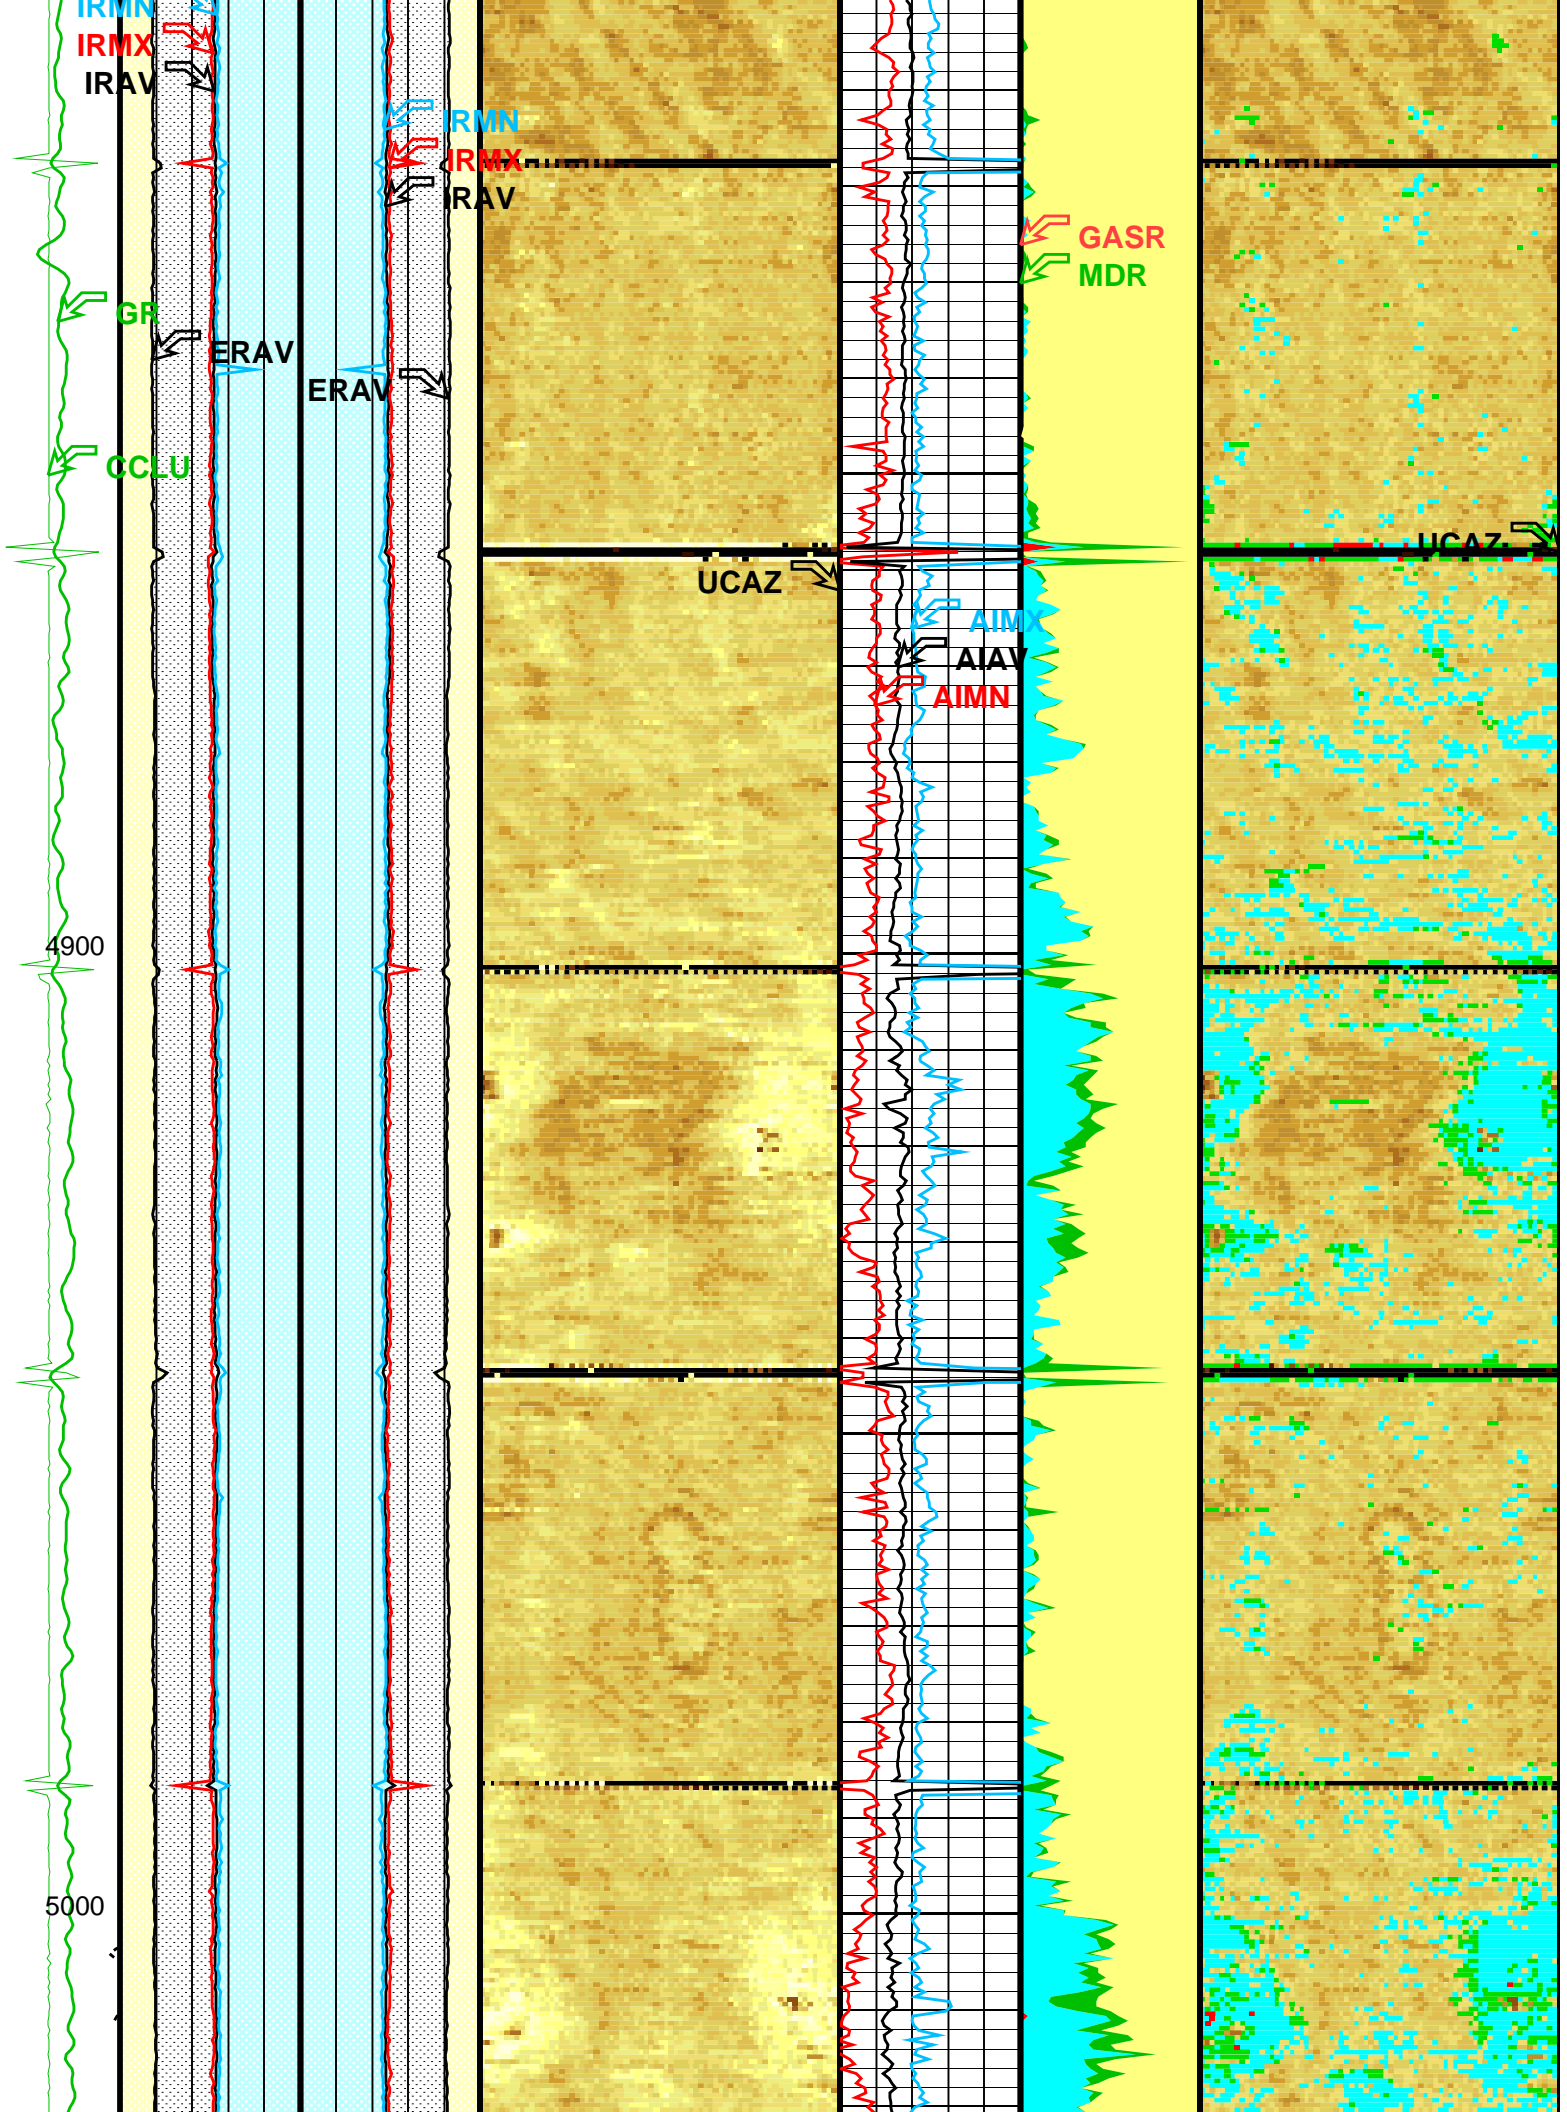 IRMN
IRMX
IRAV
IRMN
IRMX
IRAV
GASR
MDR
GR
ERAV
ERAV
CCLU
UCAZ
UCAZ
AIMX
AIAV
AIMN
4900
5000